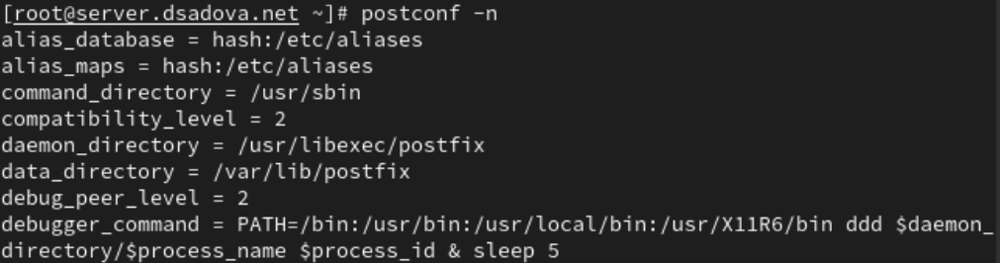 [root@server.dsadova.net ~]# postconf -n
alias_database = hash:/etc/aliases
alias_maps = hash:/etc/aliases
command_directory = /usr/sbin
compatibility_level = 2
daemon_directory = /usr/libexec/postfix
data_directory = /var/lib/postfix
debug_peer_level = 2
debugger_command = PATH=/bin:/usr/bin:/usr/local/bin:/usr/X11R6/bin ddd $daemon_
directory/$process_name $process_id & sleep 5